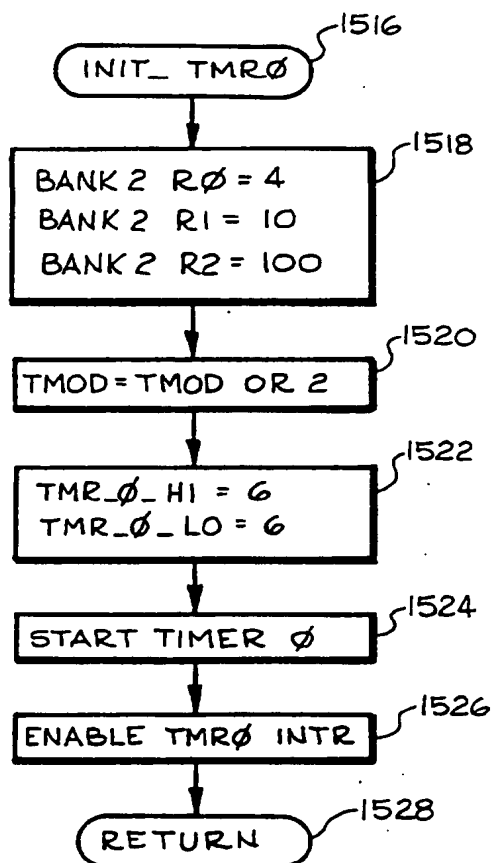 1516
INIT_ TMRØ
1518
BANK 2 RØ = 4
BANK 2 R1 = 10
BANK 2 R2 = 100
1520
TMOD = TMOD OR 2
1522
TMR_Ø_HI = 6
TMR_Ø_LO = 6
1524
START TIMER Ø
1526
ENABLE TMRØ INTR
1528
RETURN